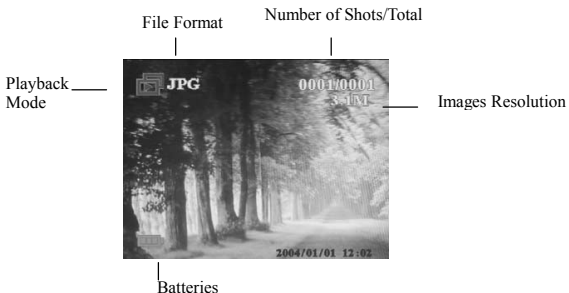 File Format
Number of Shots/Total
Playback
Mode
JPG
0001/0001
3.1M
Images Resolution
2004/01/01 12:02
Batteries